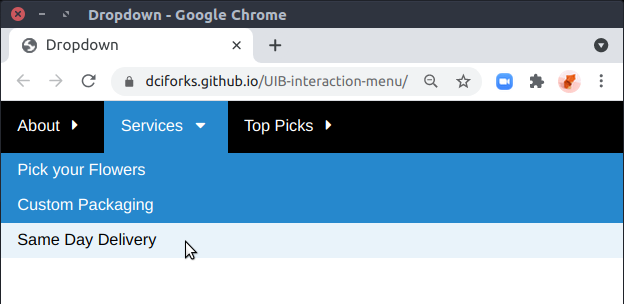 Dropdown - Google Chrome
Dropdown
dciforks.github.io/UIB-interaction-menu/
About Services Top Picks
Pick your Flowers
Custom Packaging
Same Day Delivery